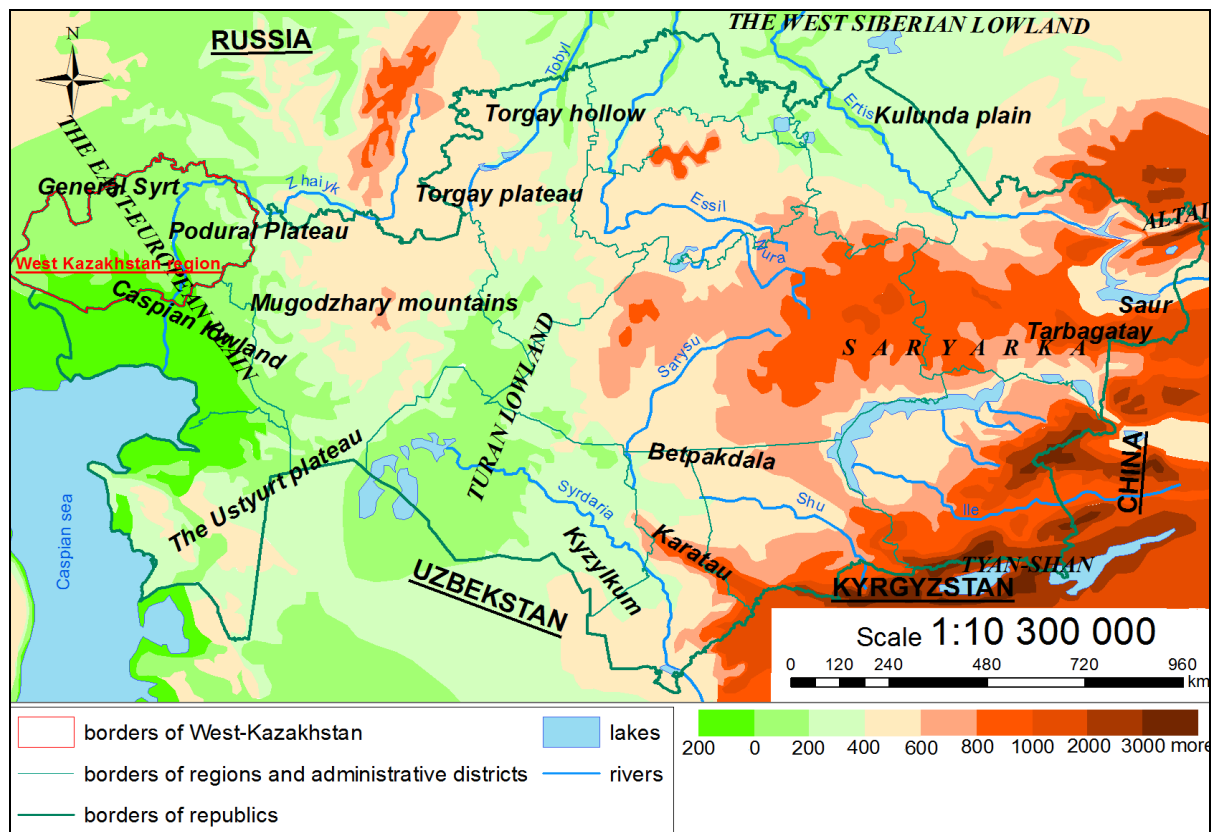 THE WEST SIBERIAN LOWLAND
RUSSIA
N
Tobyl
Ertis
Torgay hollow
Kulunda plain
THE EAST-EUROPEAN PLAIN
General Syrt
Zhaiyk
Torgay plateau
Essil
ALTAI
Podural Plateau
Nura
West Kazakhstan region
Caspian lowland
Mugodzhary mountains
Saur
Tarbagatay
SARYARKA
Sarysu
TURAN LOWLAND
Betpakdala
CHINA
The Ustyurt plateau
Syrdaria
Shu
Ile
Caspian sea
Kyzylkum
Karatau
TYAN-SHAN
UZBEKSTAN
KYRGYZSTAN
Scale 1:10 300 000
0 120 240 480 720 960
km
borders of West-Kazakhstan
lakes
200 0 200 400 600 800 1000 2000 3000 more
borders of regions and administrative districts
rivers
borders of republics